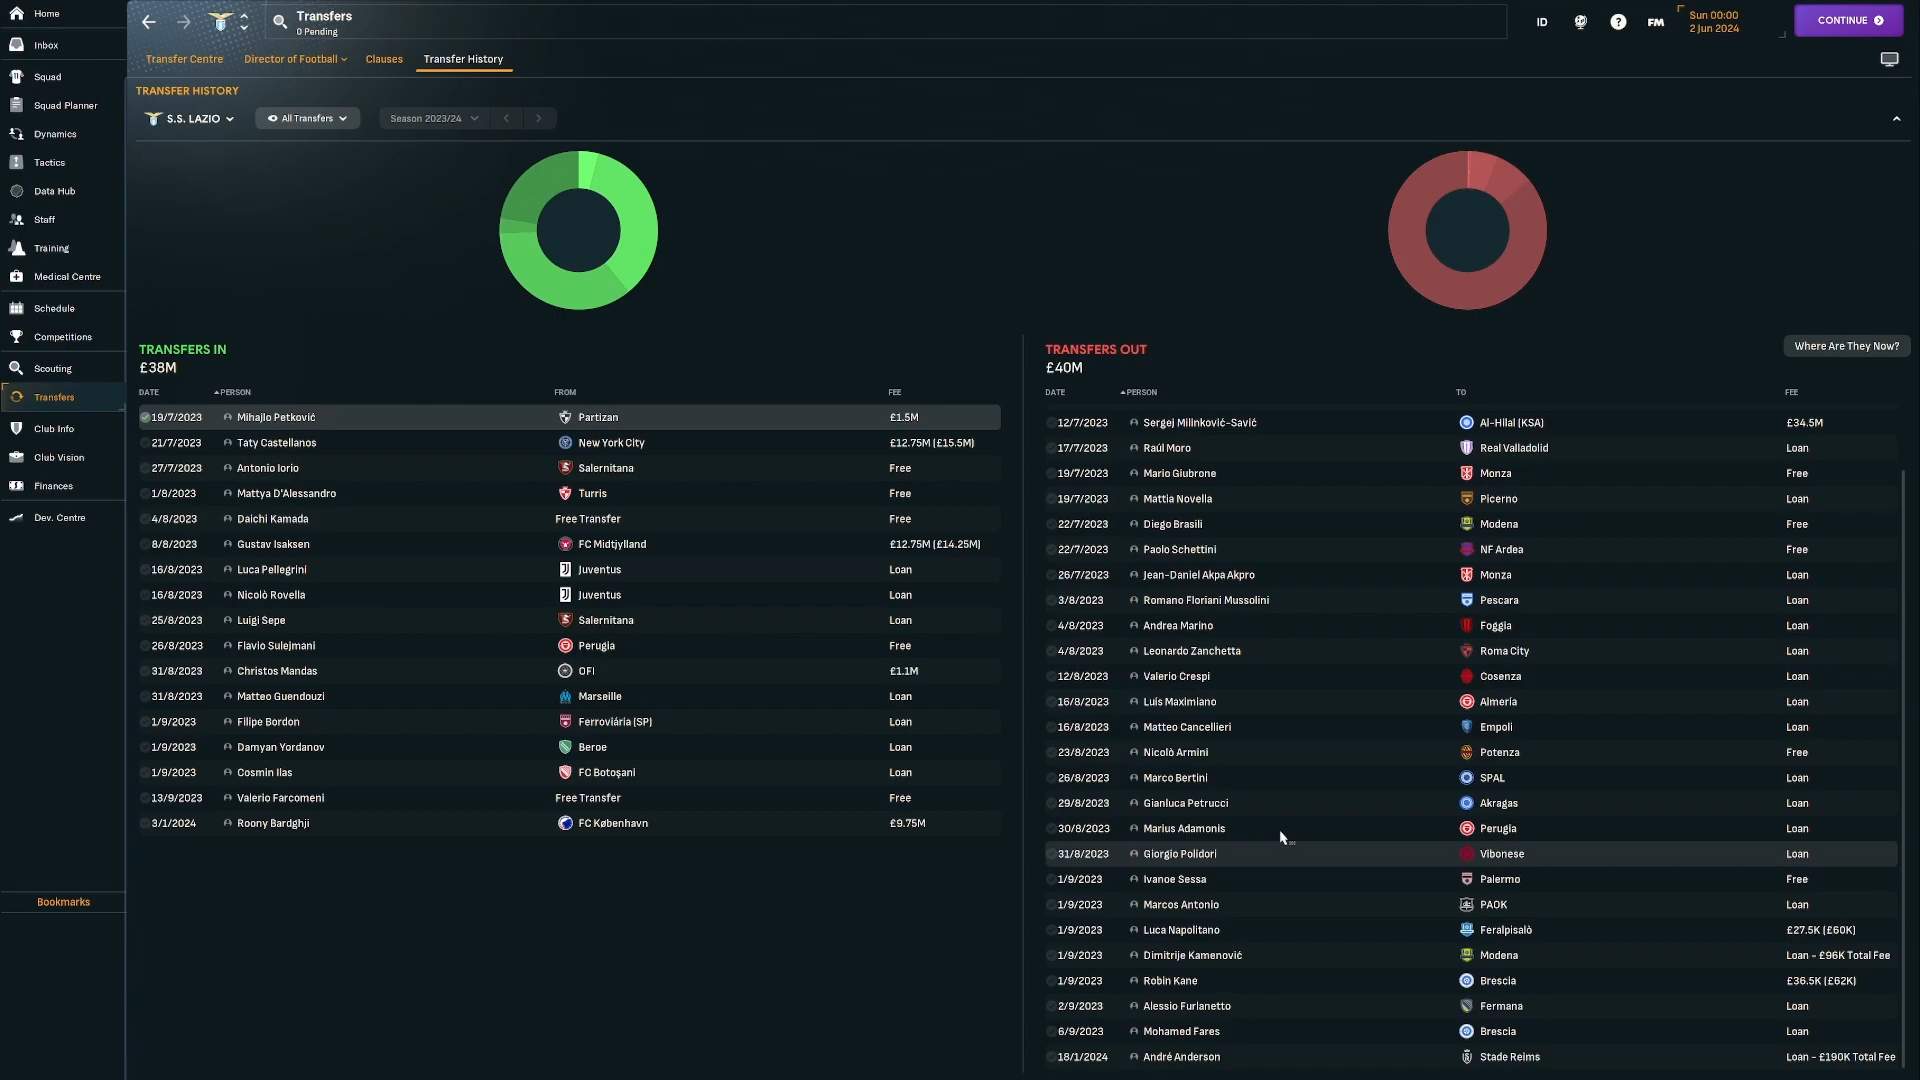 Home
Inbox
Squad
Squad Planner
Dynamics
Tactics
Data Hub
Staff
Training
Medical Centre
Schedule
Competitions
Scouting
Transfers
Club Info
Club Vision
Finances
Dev. Centre
Bookmarks
Transfers
0 Pending
ID
FM
Sun 00:00
2 Jun 2024
CONTINUE
Transfer Centre
Director of Football
Clauses
Transfer History
TRANSFER HISTORY
S.S. LAZIO
All Transfers
Season 2023/24
TRANSFERS IN
£38M
DATE PERSON FROM FEE
19/7/2023 Mihajlo Petković Partizan £1.5M
21/7/2023 Taty Castellanos New York City £12.75M (£15.5M)
27/7/2023 Antonio Iorio Salernitana Free
1/8/2023 Mattya D'Alessandro Turris Free
4/8/2023 Daichi Kamada Free Transfer Free
8/8/2023 Gustav Isaksen FC Midtjylland £12.75M (£14.25M)
16/8/2023 Luca Pellegrini Juventus Loan
16/8/2023 Nicolò Rovella Juventus Loan
25/8/2023 Luigi Sepe Salernitana Loan
26/8/2023 Flavio Sulejmani Perugia Free
31/8/2023 Christos Mandas OFI £1.1M
31/8/2023 Matteo Guendouzi Marseille Loan
1/9/2023 Filipe Bordon Ferroviária (SP) Loan
1/9/2023 Damyan Yordanov Beroe Loan
1/9/2023 Cosmin Ilas FC Botoşani Loan
13/9/2023 Valerio Farcomeni Free Transfer Free
3/1/2024 Roony Bardghji FC København £9.75M
TRANSFERS OUT
£40M
Where Are They Now?
DATE PERSON TO FEE
12/7/2023 Sergej Milinković-Savić Al-Hilal (KSA) £34.5M
17/7/2023 Raúl Moro Real Valladolid Loan
19/7/2023 Mario Giubrone Monza Free
19/7/2023 Mattia Novella Picerno Loan
22/7/2023 Diego Brasili Modena Free
22/7/2023 Paolo Schettini NF Ardea Free
26/7/2023 Jean-Daniel Akpa Akpro Monza Loan
3/8/2023 Romano Floriani Mussolini Pescara Loan
4/8/2023 Andrea Marino Foggia Loan
4/8/2023 Leonardo Zanchetta Roma City Loan
12/8/2023 Valerio Crespi Cosenza Loan
16/8/2023 Luís Maximiano Almería Loan
16/8/2023 Matteo Cancellieri Empoli Loan
23/8/2023 Nicolò Armini Potenza Free
26/8/2023 Marco Bertini SPAL Loan
29/8/2023 Gianluca Petrucci Akragas Loan
30/8/2023 Marius Adamonis Perugia Loan
31/8/2023 Giorgio Polidori Vibonese Loan
1/9/2023 Ivanoe Sessa Palermo Free
1/9/2023 Marcos Antonio PAOK Loan
1/9/2023 Luca Napolitano Feralpisalò £27.5K (£60K)
1/9/2023 Dimitrije Kamenović Modena Loan - £96K Total Fee
1/9/2023 Robin Kane Brescia £36.5K (£62K)
2/9/2023 Alessio Furlanetto Fermana Loan
6/9/2023 Mohamed Fares Brescia Loan
18/1/2024 André Anderson Stade Reims Loan - £190K Total Fee